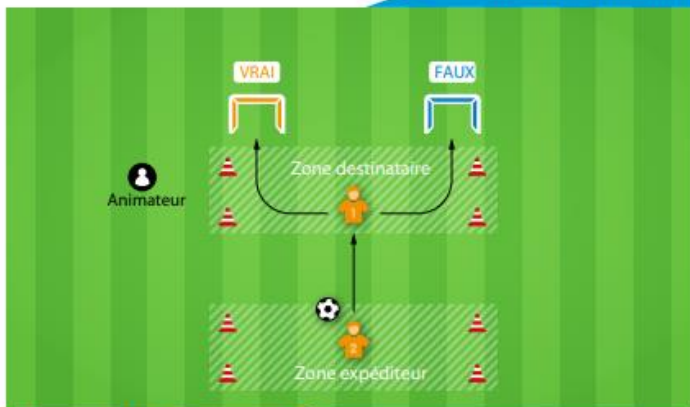 VRAI
FAUX
Zone destinataire
Animateur
1
2
Zone expéditeur